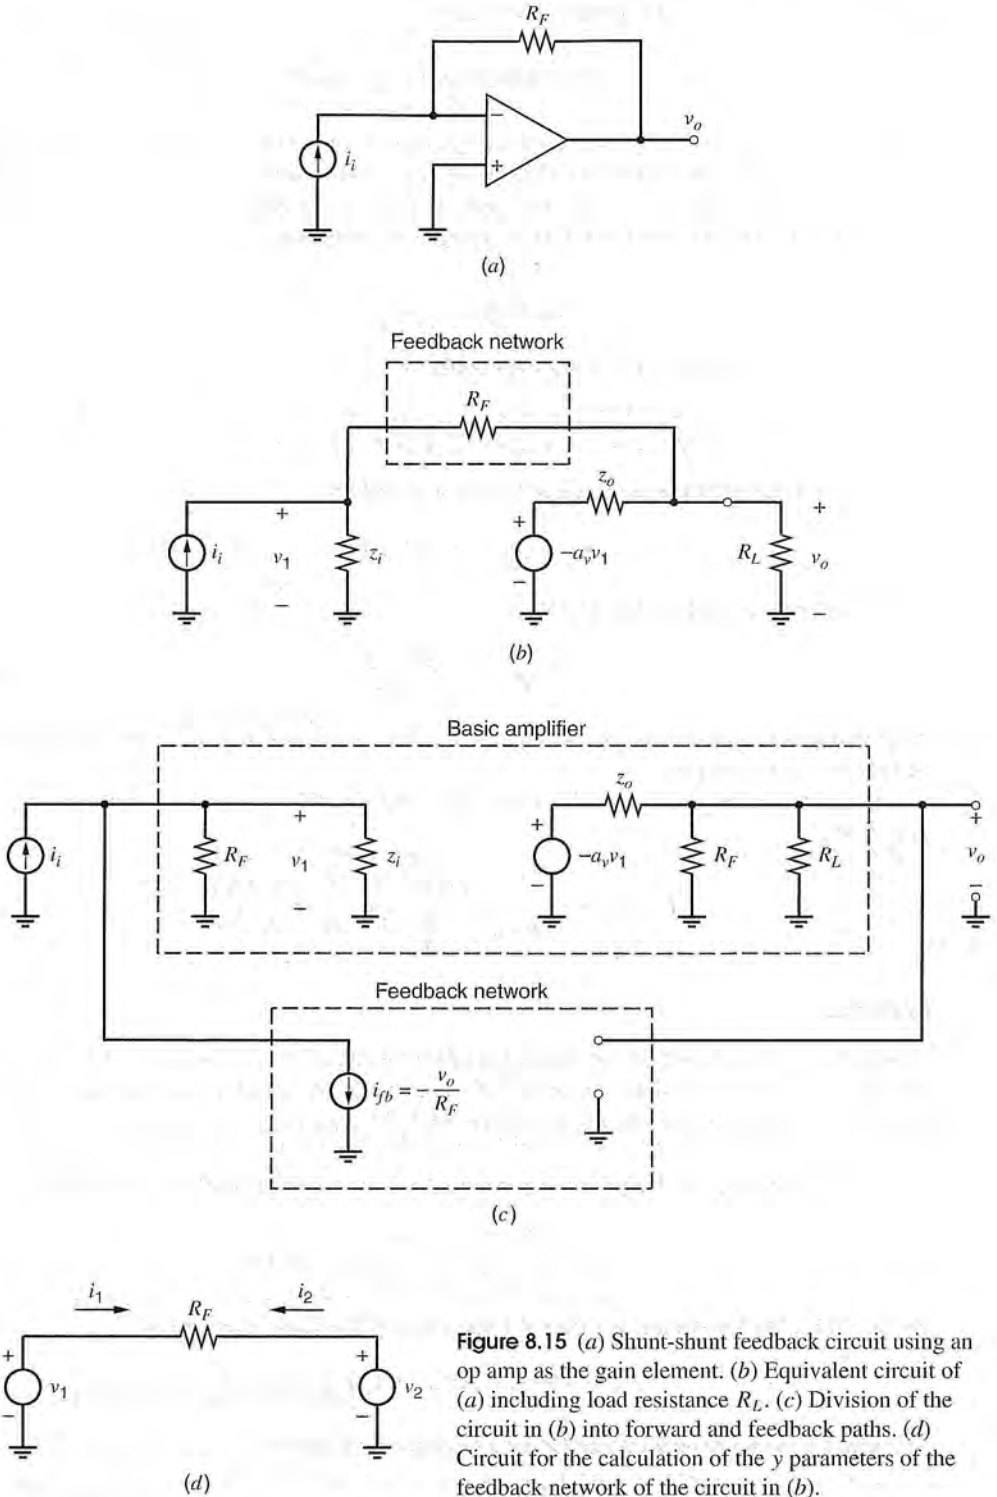 R_F
−
+
i_i
v_o
(a)
Feedback network
R_F
z_o
+ + +
i_i v_1 z_i −a_v v_1 R_L v_o
− − −
(b)
Basic amplifier
z_o
+ + +
i_i R_F v_1 z_i −a_v v_1 R_F R_L v_o
− − −
Feedback network
i_fb = − v_o / R_F
(c)
i_1 i_2
R_F
+ +
v_1 v_2
− −
(d)
Figure 8.15 (a) Shunt-shunt feedback circuit using an
op amp as the gain element. (b) Equivalent circuit of
(a) including load resistance R_L. (c) Division of the
circuit in (b) into forward and feedback paths. (d)
Circuit for the calculation of the y parameters of the
feedback network of the circuit in (b).